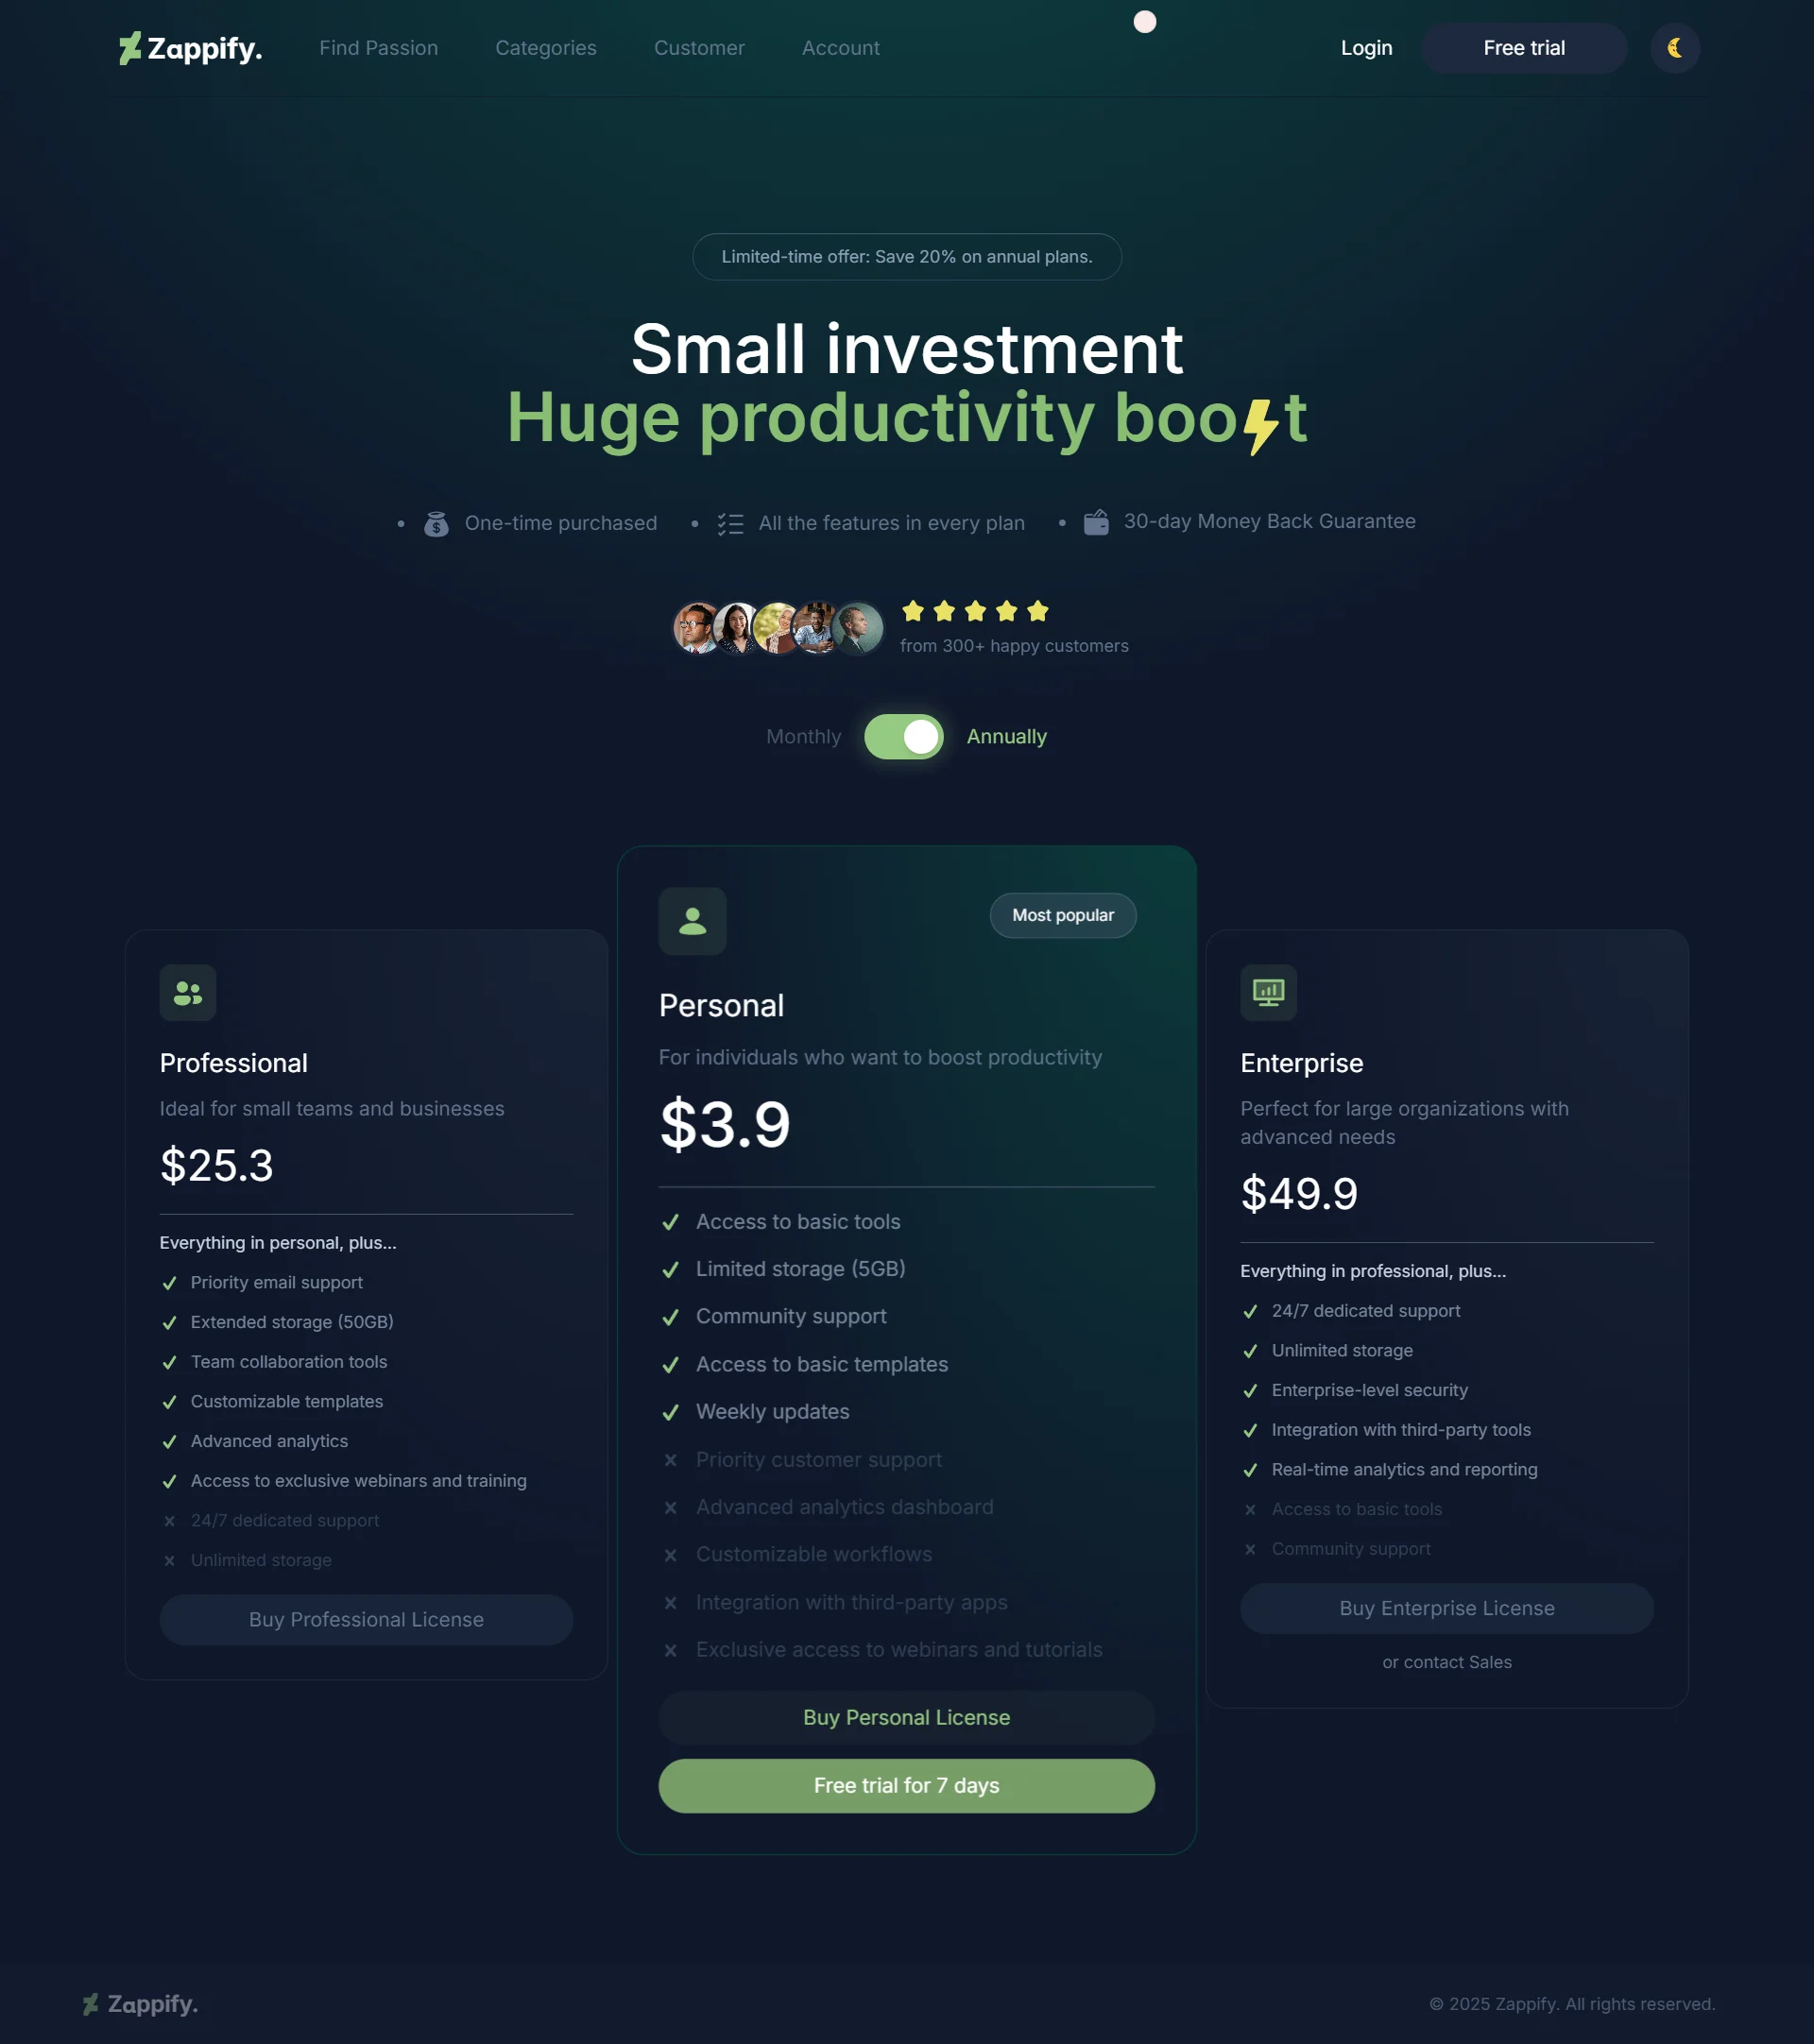 Zappify.
Find Passion
Categories
Customer
Account
Login
Free trial
Limited-time offer: Save 20% on annual plans.
Small investment
Huge productivity boo⚡t
One-time purchased
All the features in every plan
30-day Money Back Guarantee
from 300+ happy customers
Monthly
Annually
Professional
Ideal for small teams and businesses
$25.3
Everything in personal, plus...
Priority email support
Extended storage (50GB)
Team collaboration tools
Customizable templates
Advanced analytics
Access to exclusive webinars and training
24/7 dedicated support
Unlimited storage
Buy Professional License
Most popular
Personal
For individuals who want to boost productivity
$3.9
Access to basic tools
Limited storage (5GB)
Community support
Access to basic templates
Weekly updates
Priority customer support
Advanced analytics dashboard
Customizable workflows
Integration with third-party apps
Exclusive access to webinars and tutorials
Buy Personal License
Free trial for 7 days
Enterprise
Perfect for large organizations with
advanced needs
$49.9
Everything in professional, plus...
24/7 dedicated support
Unlimited storage
Enterprise-level security
Integration with third-party tools
Real-time analytics and reporting
Access to basic tools
Community support
Buy Enterprise License
or contact Sales
Zappify.
© 2025 Zappify. All rights reserved.